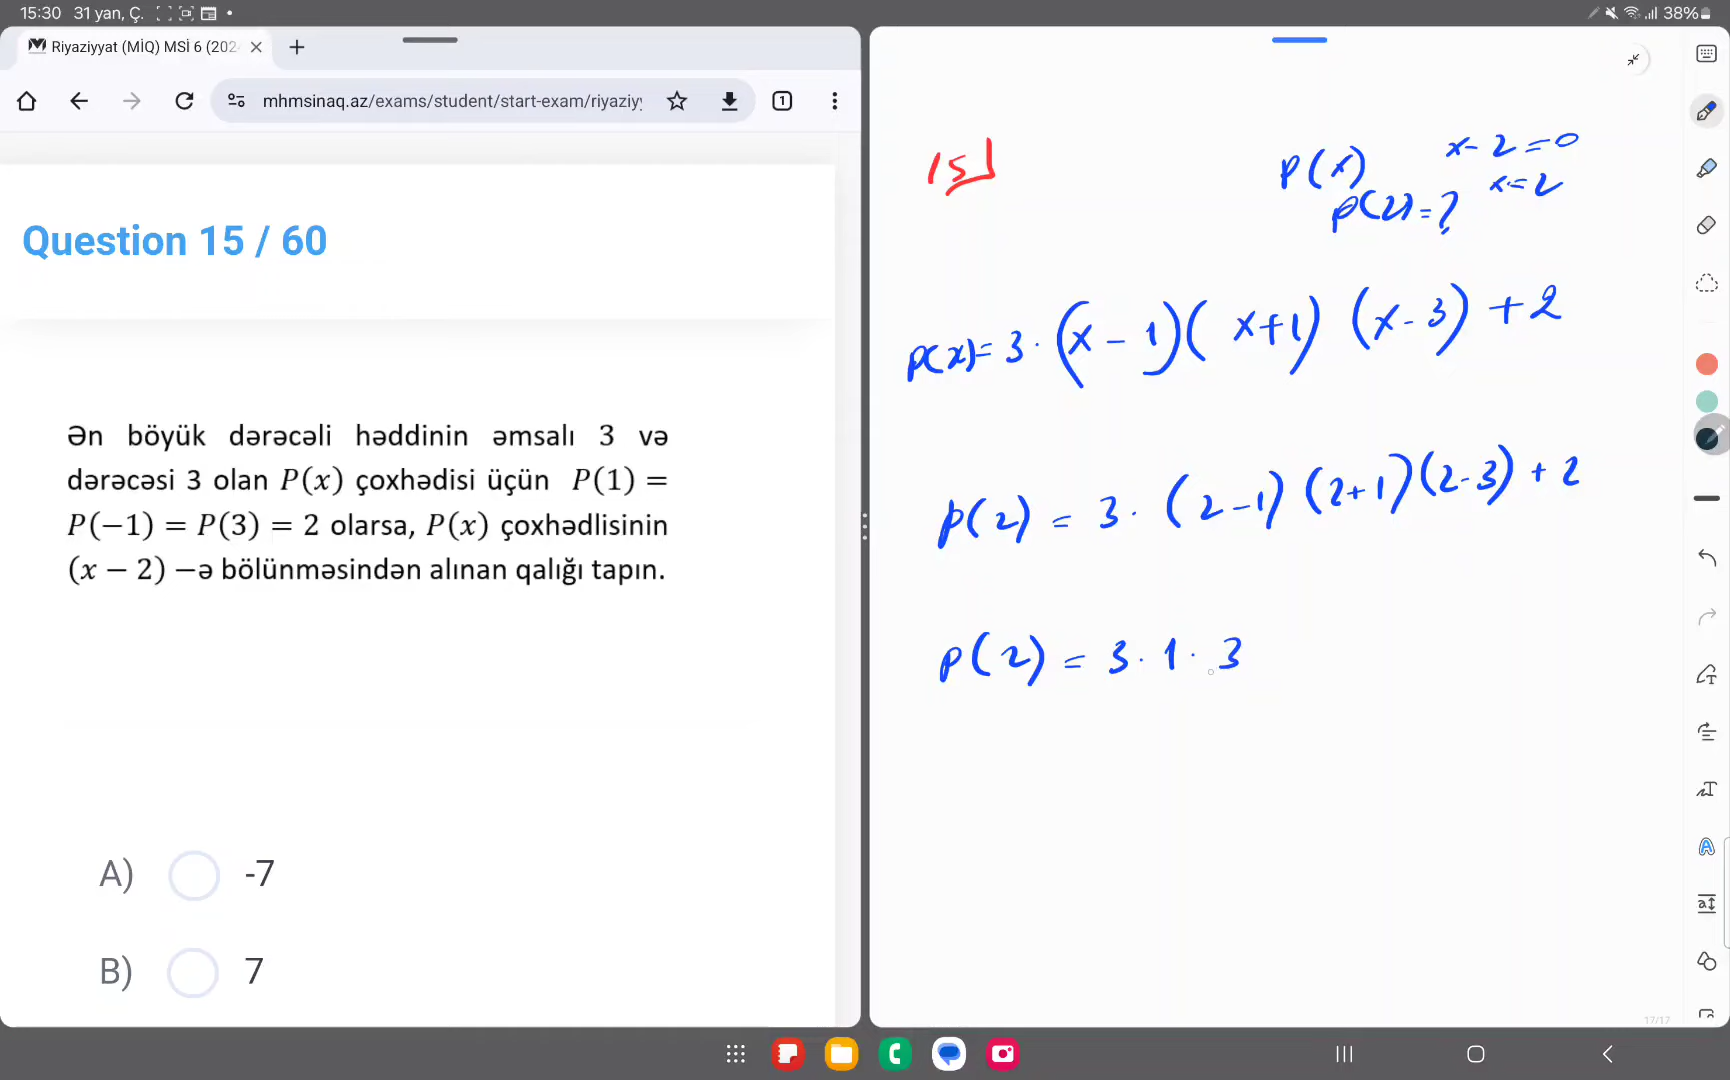 15:30 31 yan, Ç.
38%
Riyaziyyat (MİQ) MSİ 6 (202
mhmsinaq.az/exams/student/start-exam/riyaziy
1
Question 15 / 60
Ən böyük dərəcəli həddinin əmsalı 3 və
dərəcəsi 3 olan P(x) çoxhədisi üçün P(1) =
P(−1) = P(3) = 2 olarsa, P(x) çoxhədlisinin
(x − 2) −ə bölünməsindən alınan qalığı tapın.
A) -7
B) 7
15
P(x) x-2=0
P(2)=? x=2
p(x)= 3 · (x - 1)(x+1)(x-3) + 2
p(2) = 3 · (2-1)(2+1)(2-3) + 2
p(2) = 3 · 1 · 3
17/17